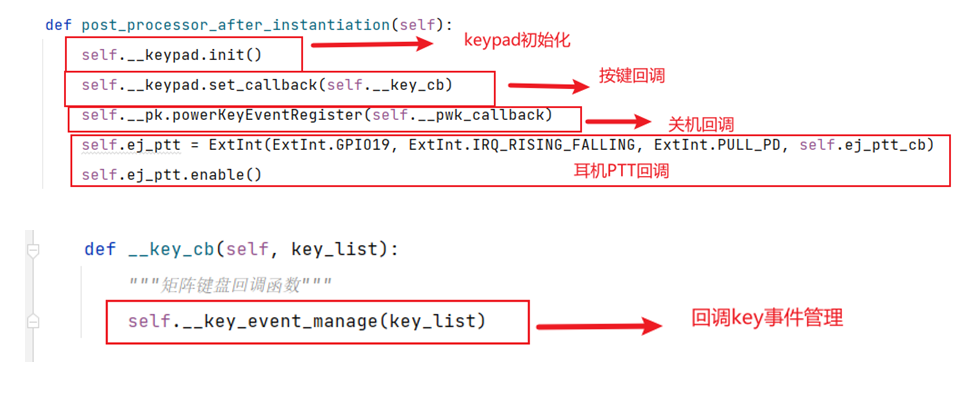 def post_processor_after_instantiation(self):
self.__keypad.init()
keypad初始化
self.__keypad.set_callback(self.__key_cb)
按键回调
self.__pk.powerKeyEventRegister(self.__pwk_callback)
关机回调
self.ej_ptt = ExtInt(ExtInt.GPIO19, ExtInt.IRQ_RISING_FALLING, ExtInt.PULL_PD, self.ej_ptt_cb)
self.ej_ptt.enable()
耳机PTT回调
def __key_cb(self, key_list):
"""矩阵键盘回调函数"""
self.__key_event_manage(key_list)
回调key事件管理